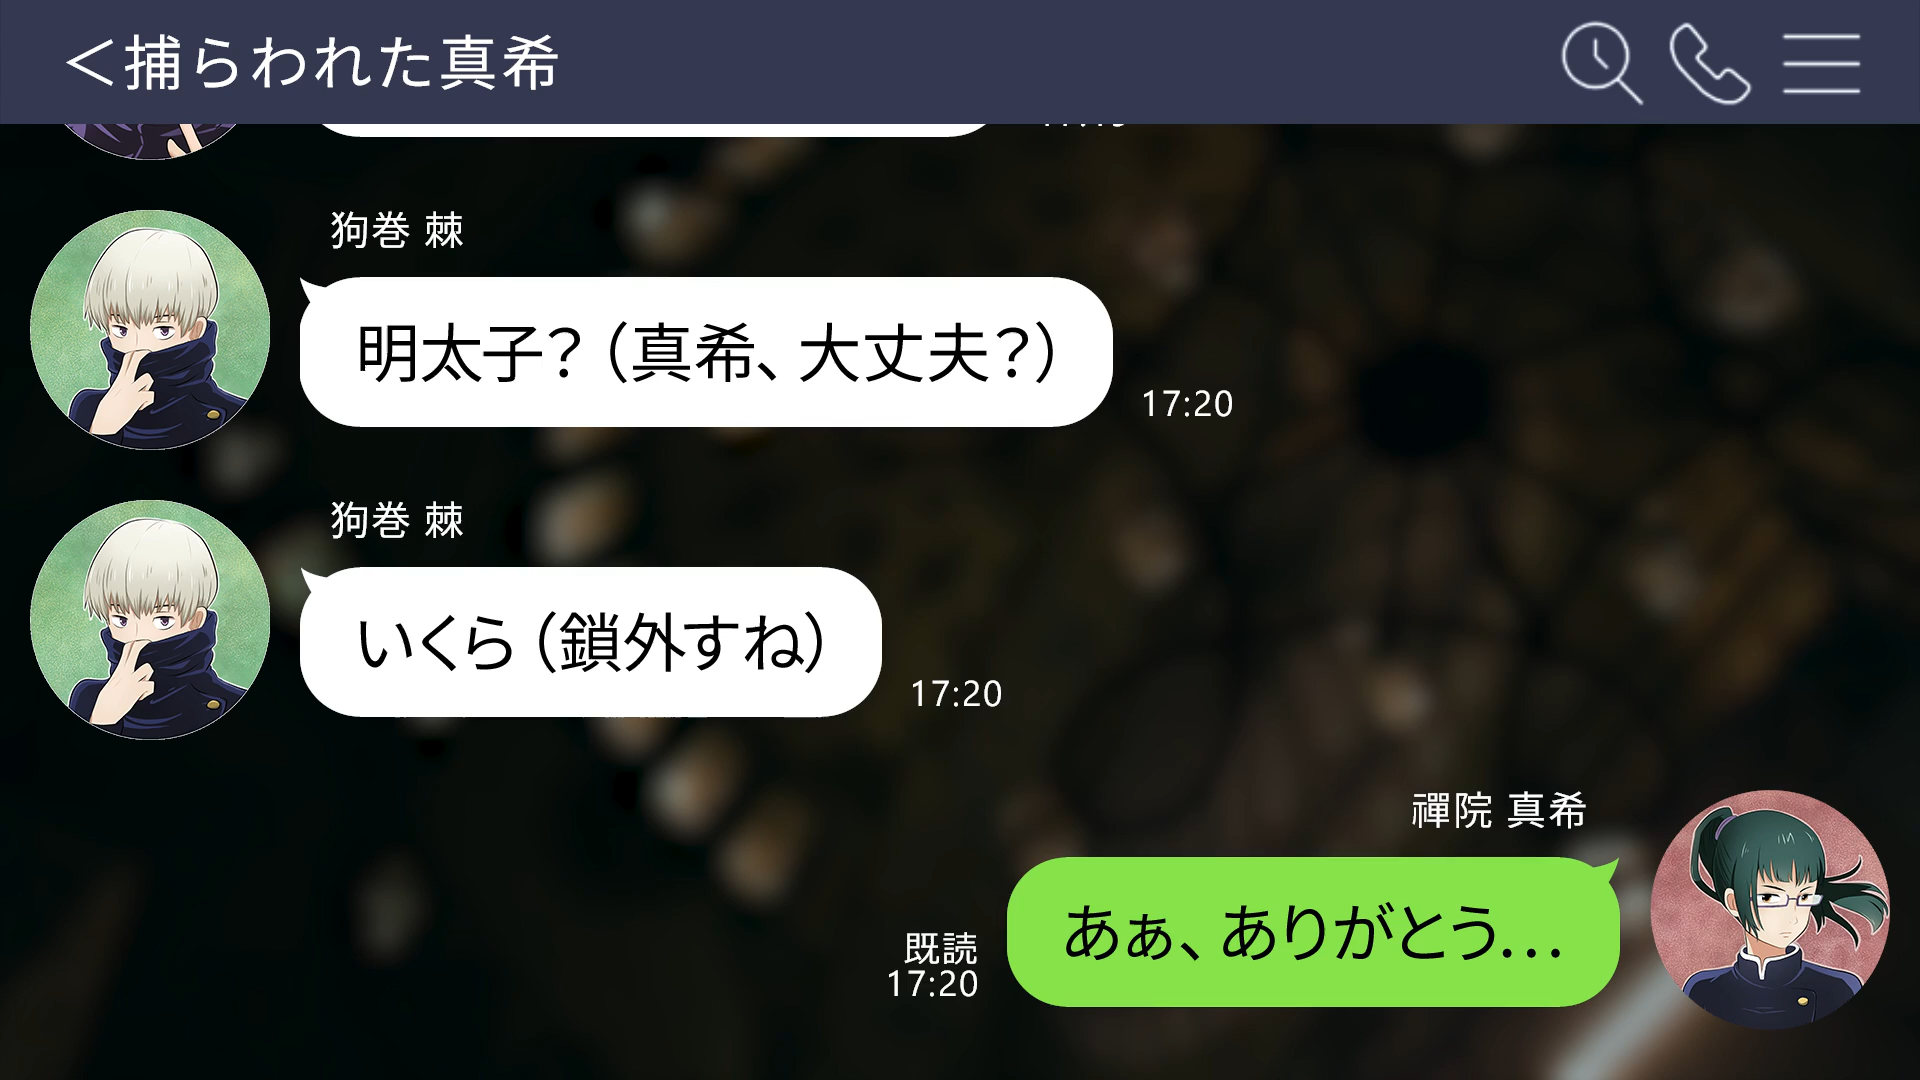 ＜捕らわれた真希
狗巻 棘
明太子？（真希、大丈夫？）
17:20
狗巻 棘
いくら（鎖外すね）
17:20
禪院 真希
あぁ、ありがとう...
既読
17:20